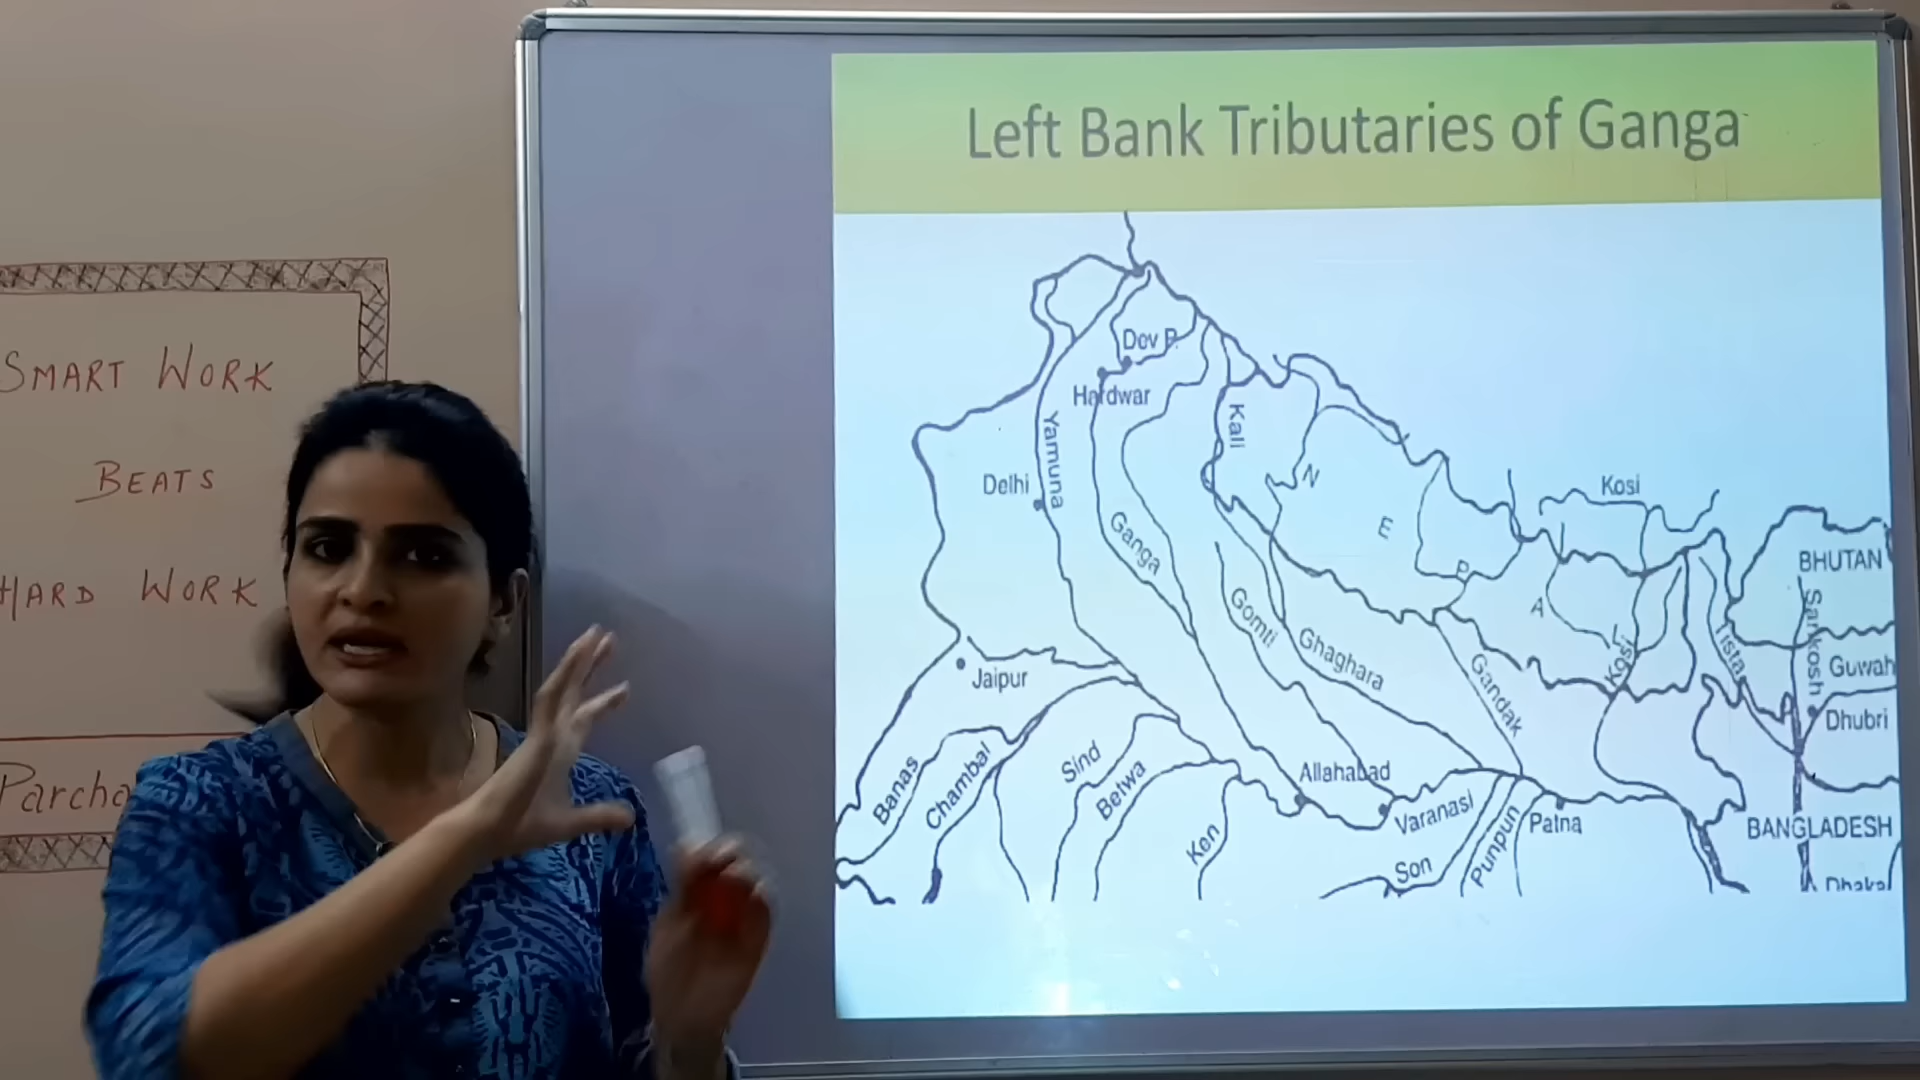 SMART WORK
BEATS
HARD WORK
Parcha
Left Bank Tributaries of Ganga
Dev P.
Hardwar
Yamuna
Delhi
Kali
N
E
P
A
L
Kosi
Ganga
Gomti
Ghaghara
Gandak
Kosi
Tista
BHUTAN
Sankosh
Guwah
Dhubri
Jaipur
Banas
Chambal
Sind
Betwa
Ken
Allahabad
Varanasi
Son
Punpun
Patna
BANGLADESH
Dhaka